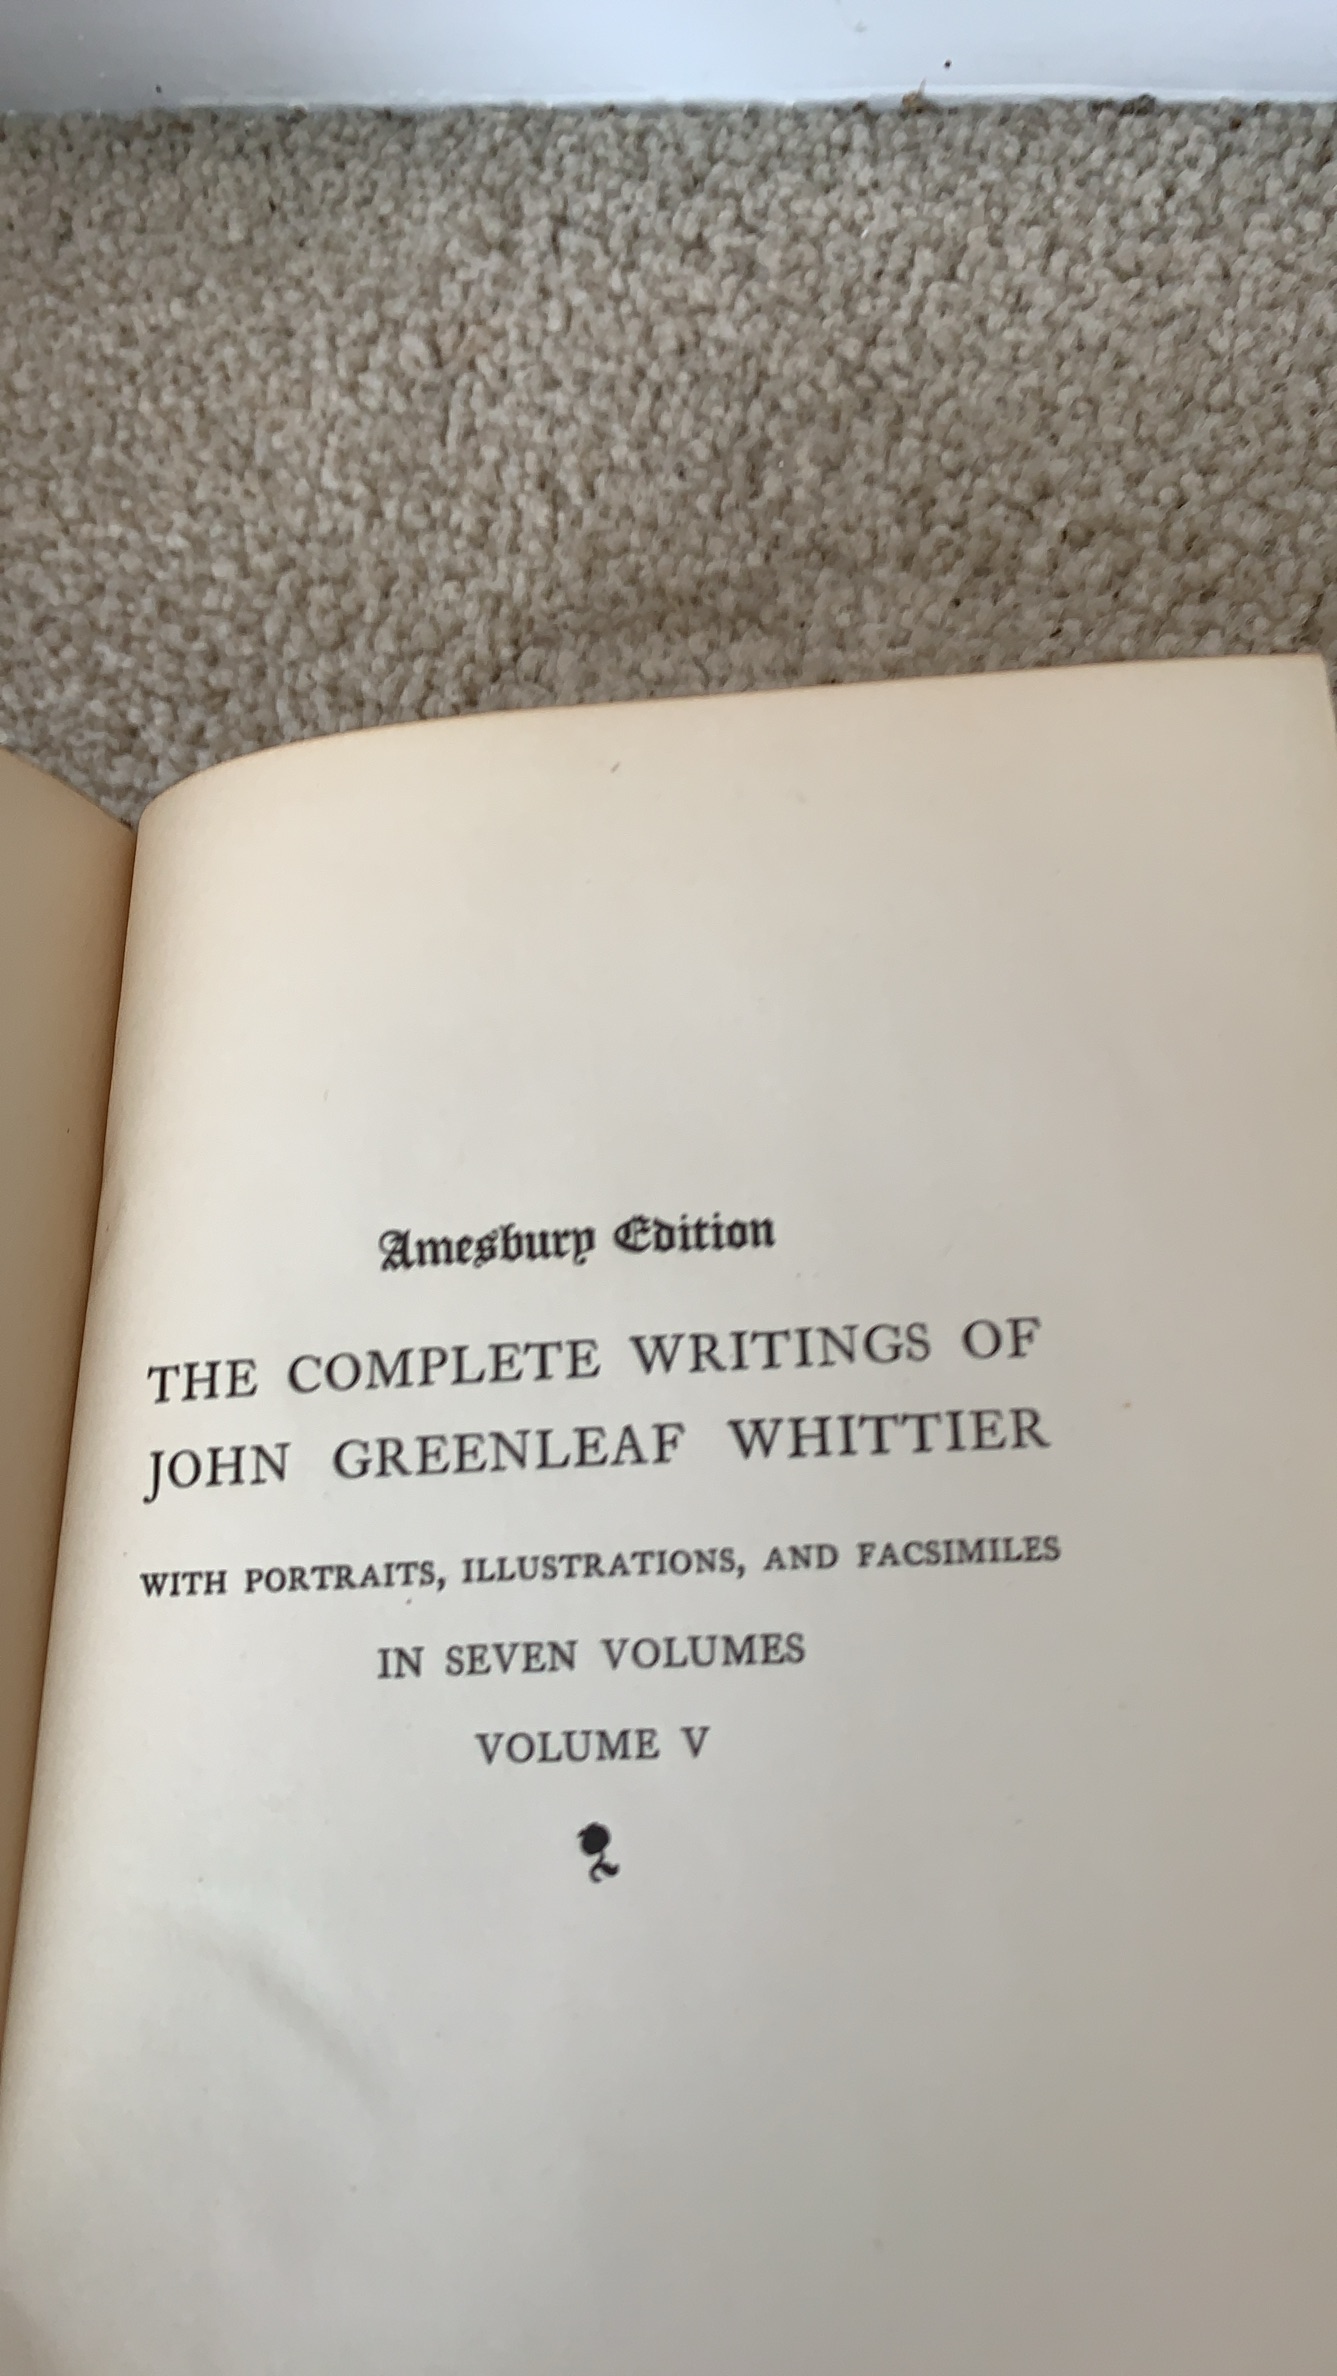 Amesbury Edition
THE COMPLETE WRITINGS OF
JOHN GREENLEAF WHITTIER
WITH PORTRAITS, ILLUSTRATIONS, AND FACSIMILES
IN SEVEN VOLUMES
VOLUME V